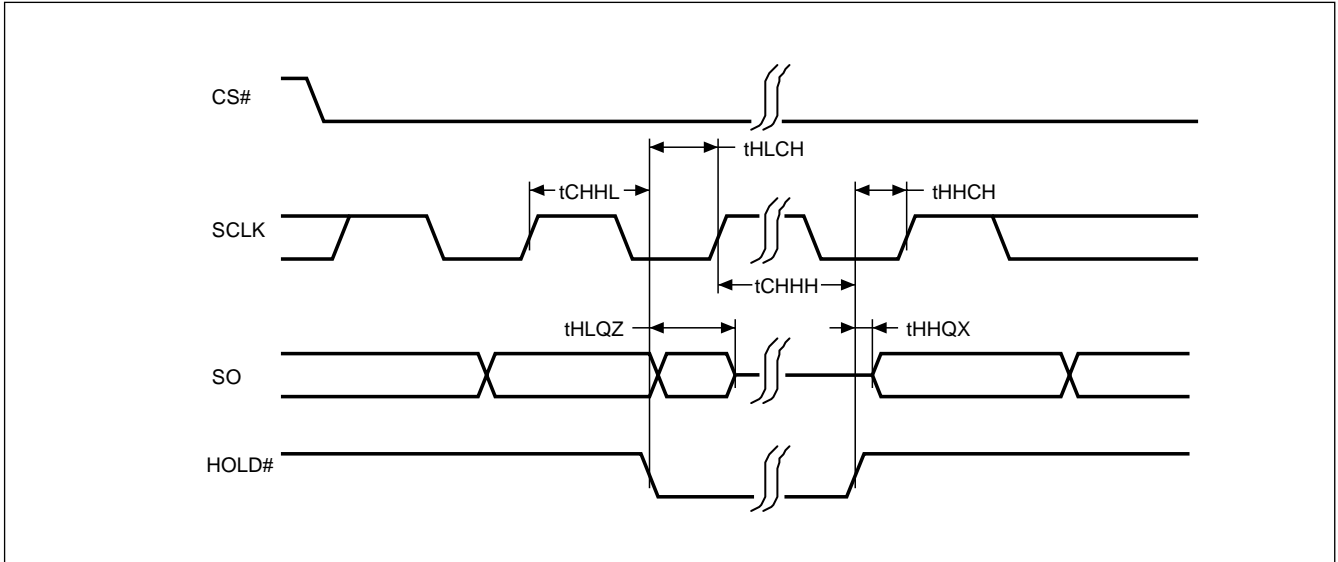 CS#
tHLCH
tCHHL
tHHCH
SCLK
tCHHH
tHLQZ
tHHQX
SO
HOLD#